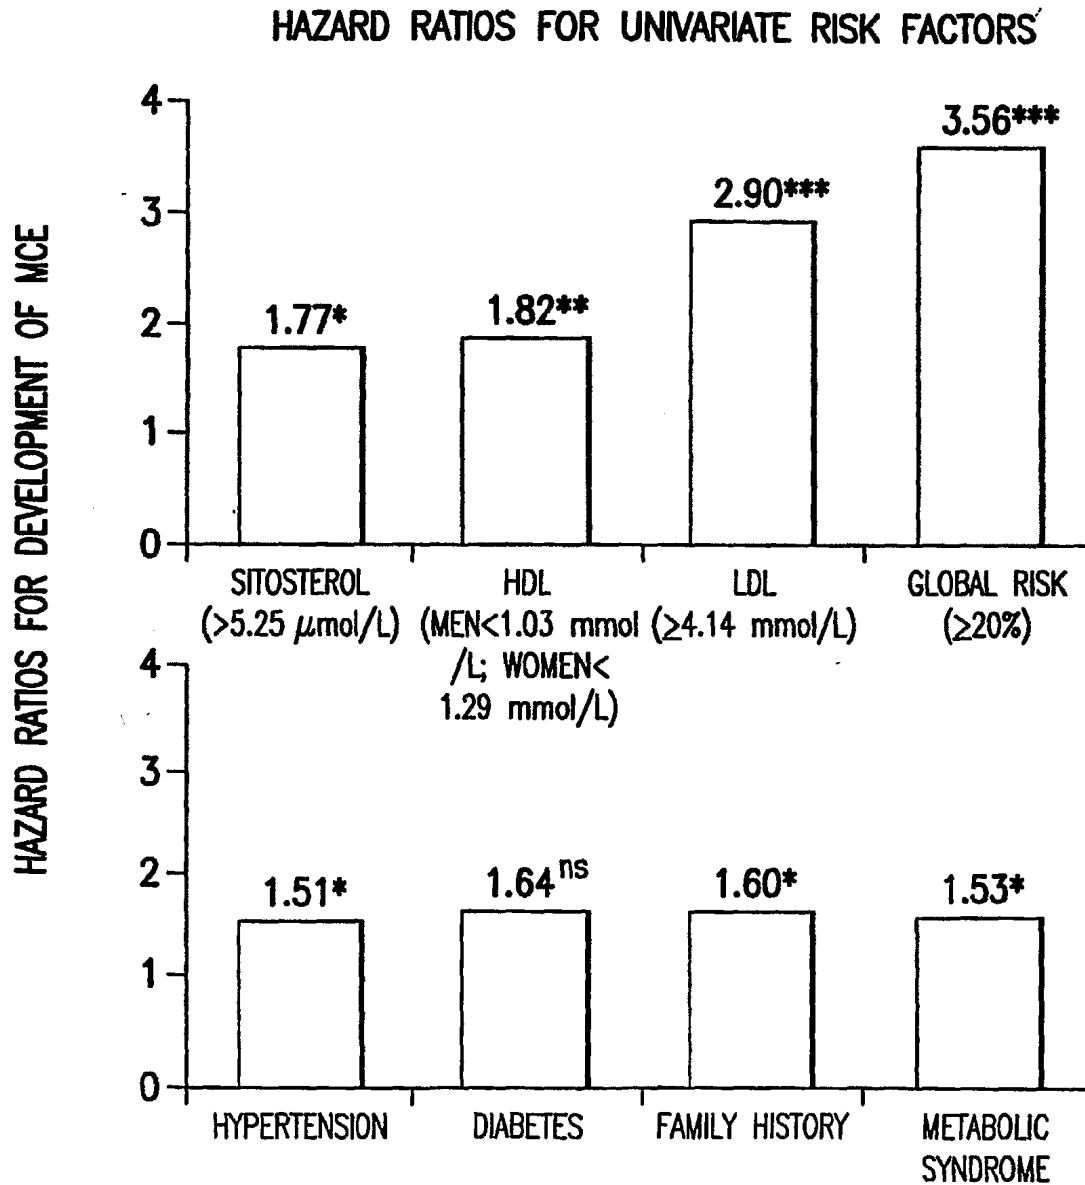 HAZARD RATIOS FOR UNIVARIATE RISK FACTORS
HAZARD RATIOS FOR DEVELOPMENT OF MCE
4
3
2
1
0
1.77*
1.82**
2.90***
3.56***
SITOSTEROL
(>5.25 μmol/L)
HDL
(MEN<1.03 mmol
/L; WOMEN<
1.29 mmol/L)
LDL
(≥4.14 mmol/L)
GLOBAL RISK
(≥20%)
4
3
2
1
0
1.51*
1.64ns
1.60*
1.53*
HYPERTENSION
DIABETES
FAMILY HISTORY
METABOLIC
SYNDROME